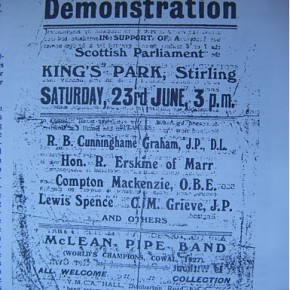 Demonstration
IN SUPPORT OF A
Scottish Parliament
KING'S PARK, Stirling
SATURDAY, 23rd JUNE, 3 p.m.
R. B. Cunninghame Graham, J.P., D.L.
Hon. R. Erskine of Marr
Compton Mackenzie, O.B.E.
Lewis Spence C. M. Grieve, J.P.
AND OTHERS
McLEAN PIPE BAND
(WORLD'S CHAMPIONS, COWAL, 1927)
ALL WELCOME COLLECTION
Y.M.C.A. HALL,